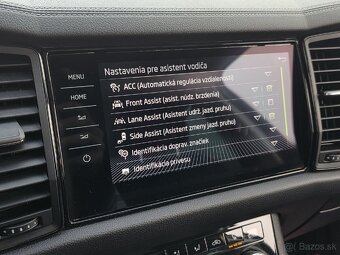 MENU
HOME
Nastavenia pre asistent vodiča
ACC (Automatická regulácia vzdialenosti)
Front Assist (asist. núdz. brzdenia)
Lane Assist (Asistent udrž. jazd. pruhu)
Side Assist (Asistent zmeny jazd. pruhu)
Identifikácia doprav. značiek
Identifikácia prívesu
Bazoš.sk